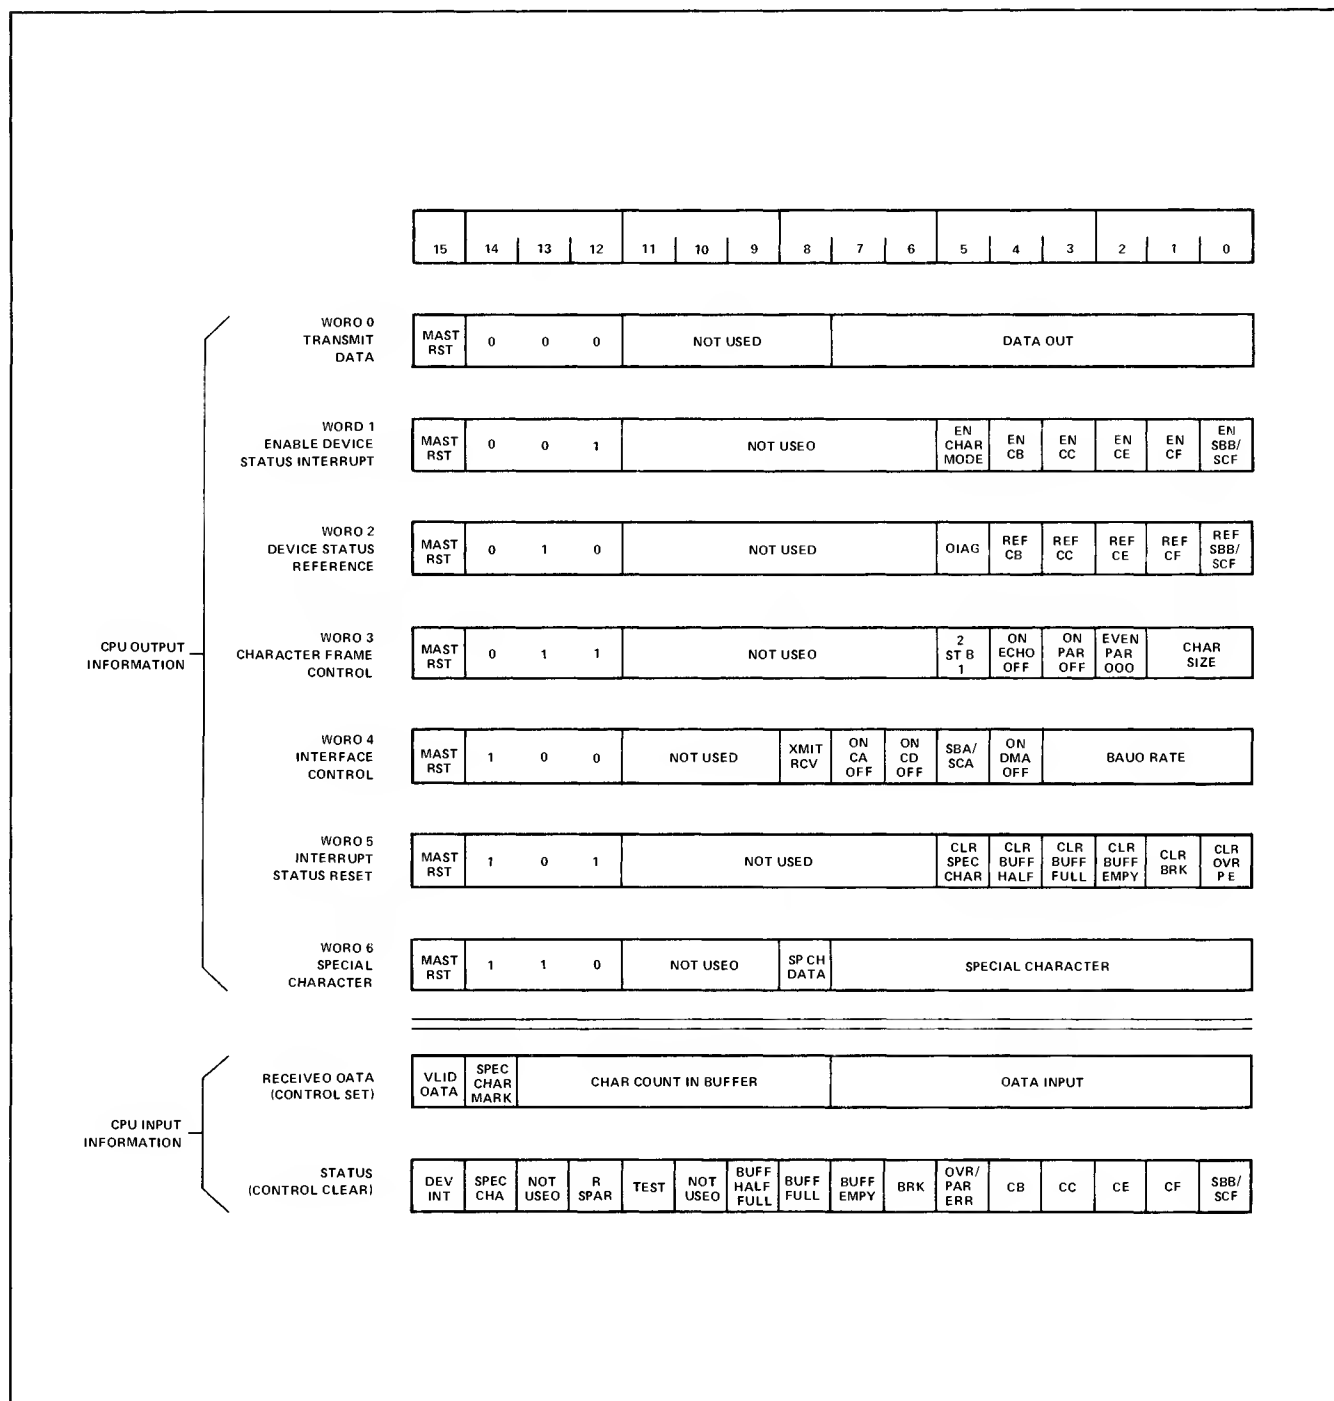 15 14 13 12 11 10 9 8 7 6 5 4 3 2 1 0
WORO 0
TRANSMIT
DATA
MAST
RST
0 0 0
NOT USED
DATA OUT
WORD 1
ENABLE DEVICE
STATUS INTERRUPT
MAST
RST
0 0 1
NOT USEO
EN
CHAR
MODE
EN
CB
EN
CC
EN
CE
EN
CF
EN
SBB/
SCF
WORO 2
DEVICE STATUS
REFERENCE
MAST
RST
0 1 0
NOT USED
OIAG
REF
CB
REF
CC
REF
CE
REF
CF
REF
SBB/
SCF
CPU OUTPUT
INFORMATION
WORO 3
CHARACTER FRAME
CONTROL
MAST
RST
0 1 1
NOT USEO
2
ST B
1
ON
ECHO
OFF
ON
PAR
OFF
EVEN
PAR
OOO
CHAR
SIZE
WORO 4
INTERFACE
CONTROL
MAST
RST
1 0 0
NOT USED
XMIT
RCV
ON
CA
OFF
ON
CD
OFF
SBA/
SCA
ON
DMA
OFF
BAUO RATE
WORO 5
INTERRUPT
STATUS RESET
MAST
RST
1 0 1
NOT USED
CLR
SPEC
CHAR
CLR
BUFF
HALF
CLR
BUFF
FULL
CLR
BUFF
EMPY
CLR
BRK
CLR
OVR
PE
WORO 6
SPECIAL
CHARACTER
MAST
RST
1 1 0
NOT USEO
SP CH
DATA
SPECIAL CHARACTER
CPU INPUT
INFORMATION
RECEIVEO OATA
(CONTROL SET)
VLID
OATA
SPEC
CHAR
MARK
CHAR COUNT IN BUFFER
OATA INPUT
STATUS
(CONTROL CLEAR)
DEV
INT
SPEC
CHA
NOT
USEO
R
SPAR
TEST
NOT
USEO
BUFF
HALF
FULL
BUFF
FULL
BUFF
EMPY
BRK
OVR/
PAR
ERR
CB
CC
CE
CF
SBB/
SCF